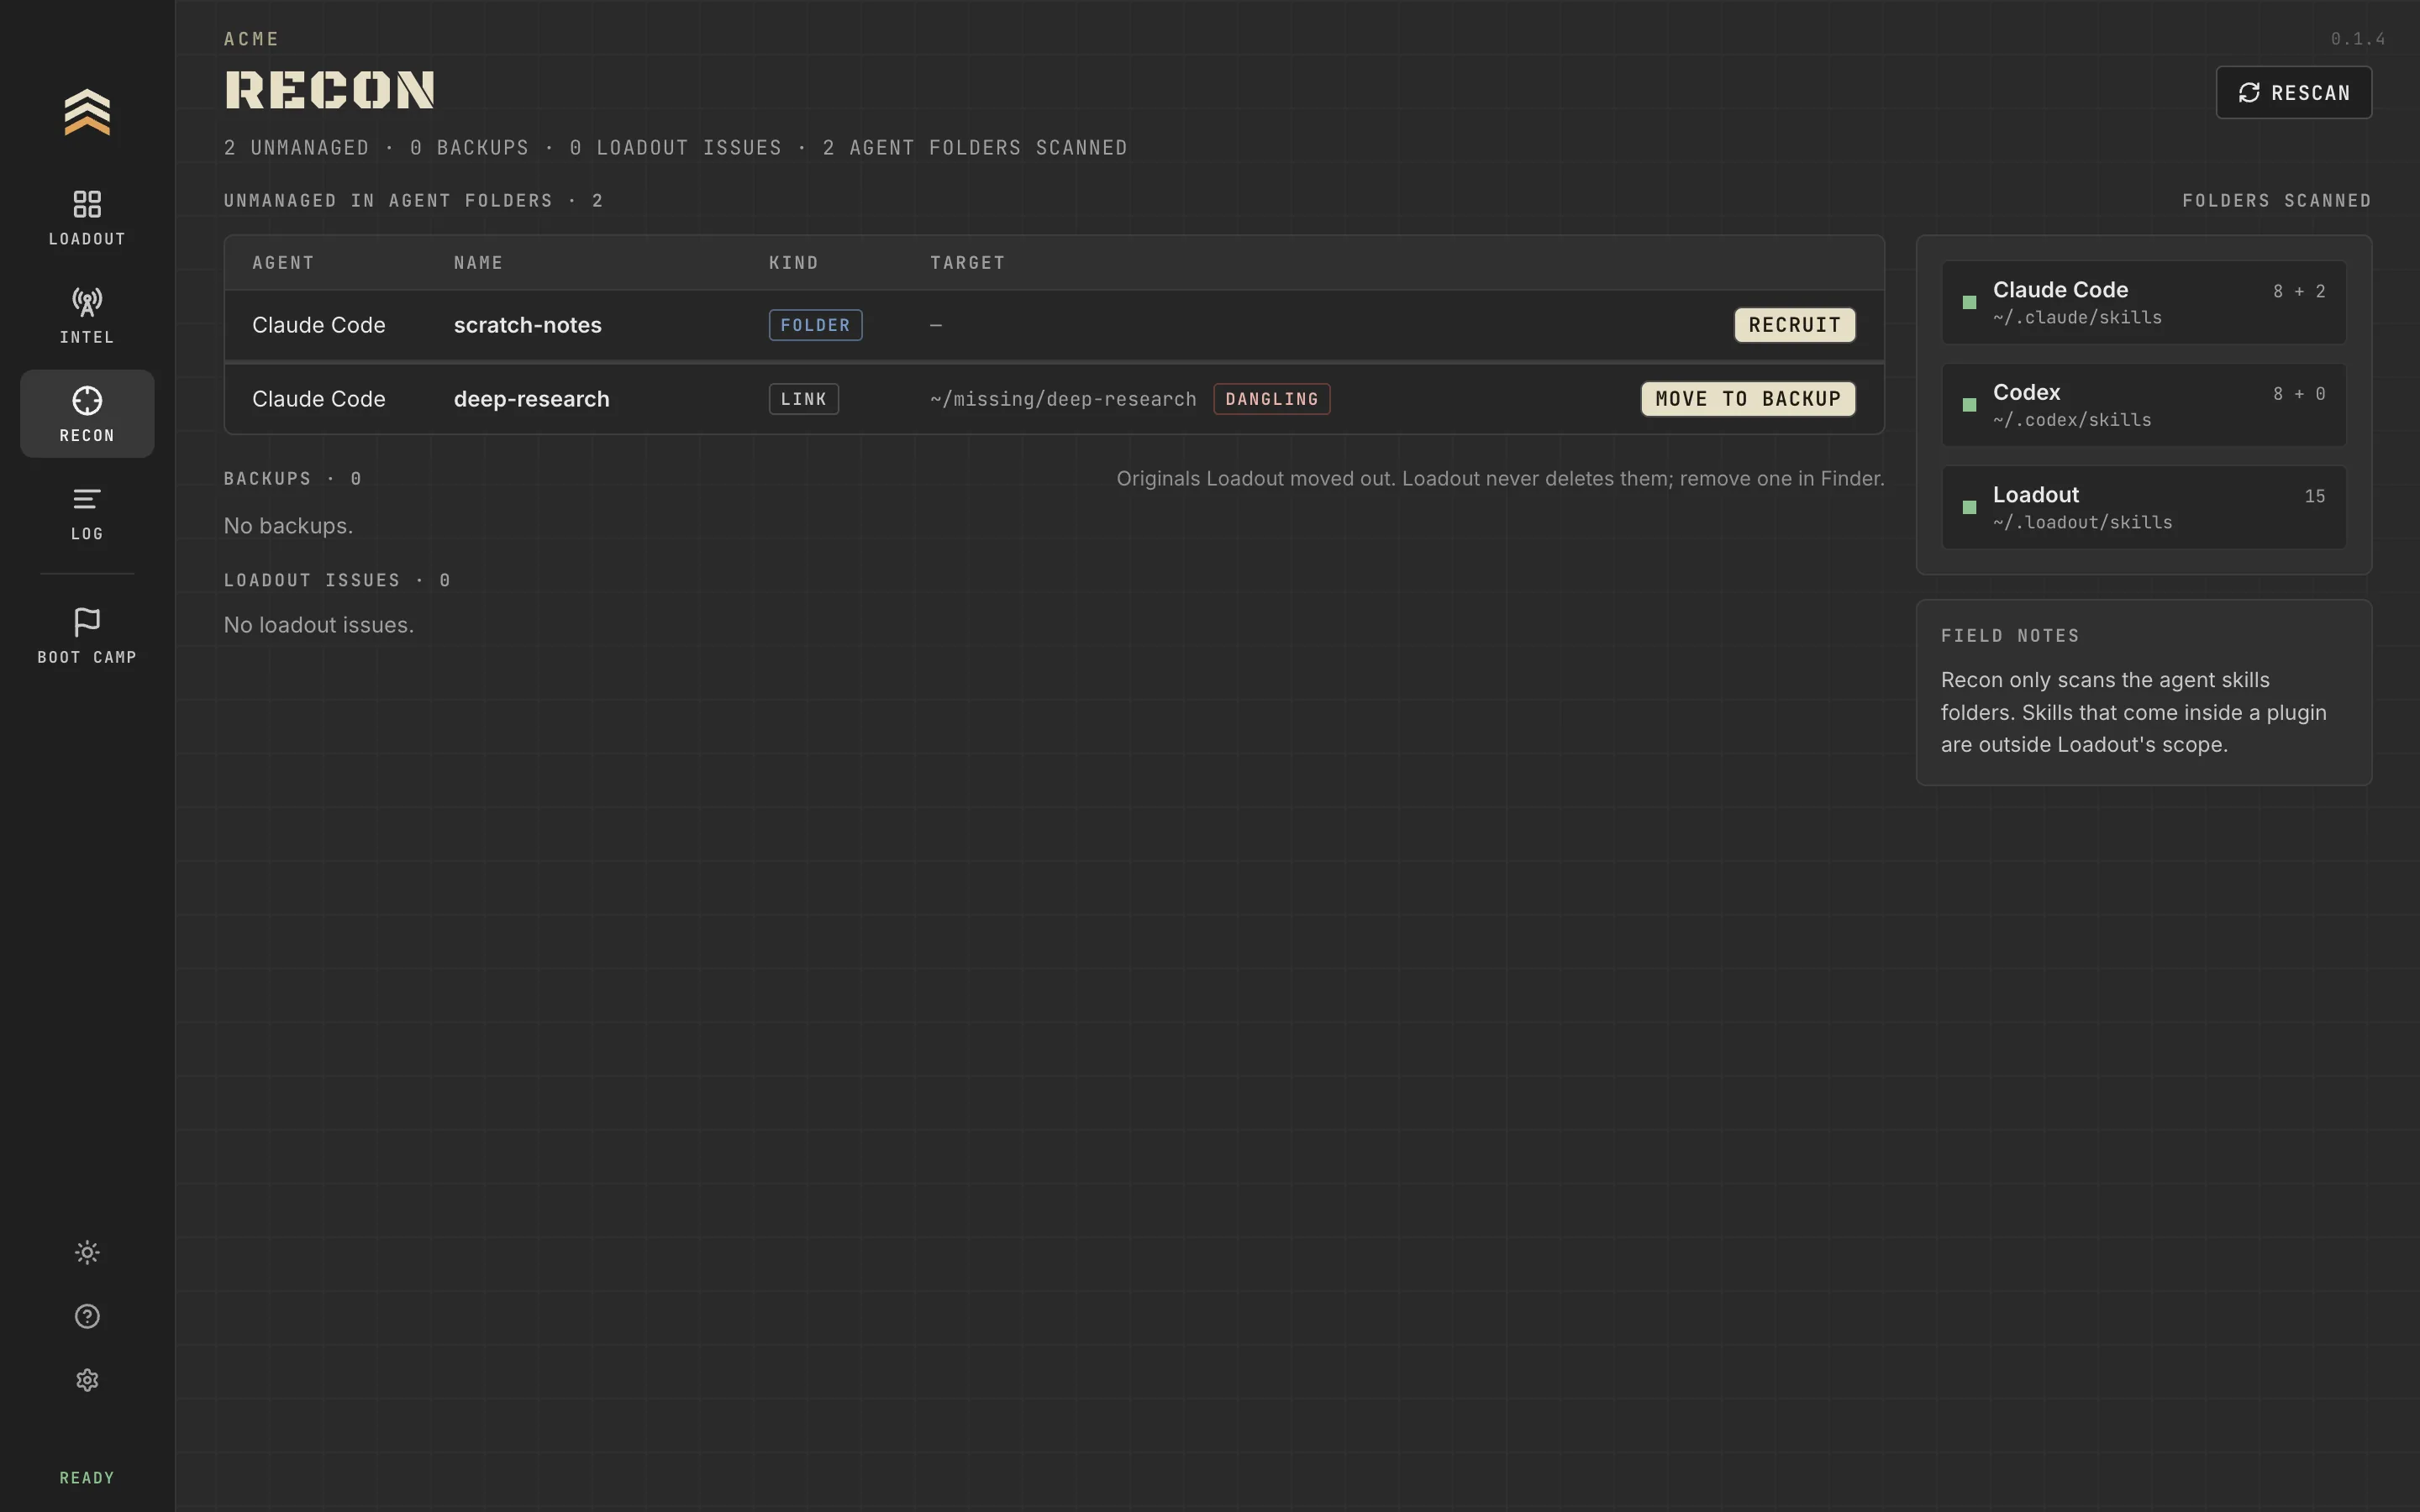 ACME
0.1.4
RECON
RESCAN
2 UNMANAGED · 0 BACKUPS · 0 LOADOUT ISSUES · 2 AGENT FOLDERS SCANNED
LOADOUT
INTEL
RECON
LOG
BOOT CAMP
READY
UNMANAGED IN AGENT FOLDERS · 2
AGENT NAME KIND TARGET
Claude Code scratch-notes FOLDER — RECRUIT
Claude Code deep-research LINK ~/missing/deep-research DANGLING MOVE TO BACKUP
BACKUPS · 0 Originals Loadout moved out. Loadout never deletes them; remove one in Finder.
No backups.
LOADOUT ISSUES · 0
No loadout issues.
FOLDERS SCANNED
Claude Code 8 + 2
~/.claude/skills
Codex 8 + 0
~/.codex/skills
Loadout 15
~/.loadout/skills
FIELD NOTES
Recon only scans the agent skills
folders. Skills that come inside a plugin
are outside Loadout's scope.